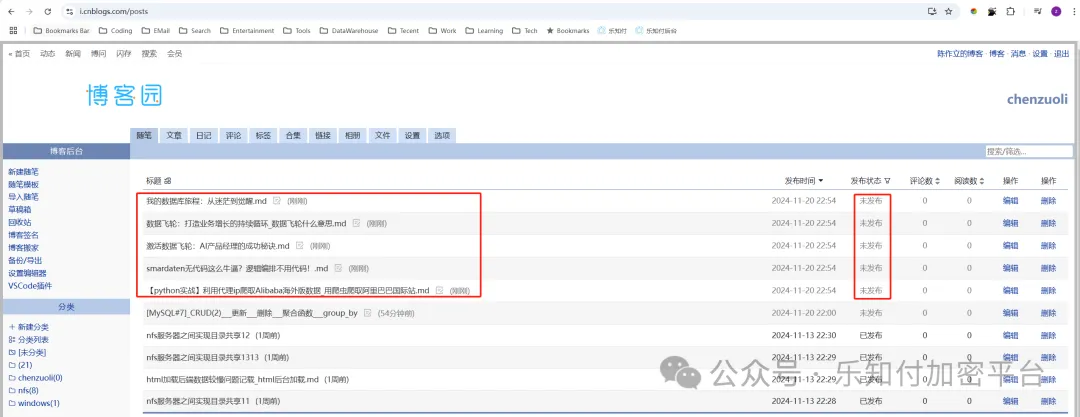 i.cnblogs.com/posts
Bookmarks Bar Coding EMail Search Entertainment Tools DataWarehouse Tecent Work Learning Tech Bookmarks 乐知付 乐知付后台
« 首页 动态 新闻 博问 闪存 搜索 会员 陈作立的博客 · 博客 · 消息 · 设置 · 退出
博客园 chenzuoli
随笔 文章 日记 评论 标签 合集 链接 相册 文件 设置 选项
博客后台 搜索/筛选...
新建随笔
随笔模板
导入随笔
草稿箱
回收站
博客签名
博客搬家
备份/导出
设置编辑器
VSCode插件
分类
+ 新建分类
分类列表
[未分类]
(21)
chenzuoli(0)
nfs(8)
windows(1)
标题 发布时间 发布状态 评论数 阅读数 操作 操作
我的数据库旅程：从迷茫到觉醒.md (刚刚) 2024-11-20 22:54 未发布 0 0 编辑 删除
数据飞轮：打造业务增长的持续循环_数据飞轮什么意思.md (刚刚) 2024-11-20 22:54 未发布 0 0 编辑 删除
激活数据飞轮：AI产品经理的成功秘诀.md (刚刚) 2024-11-20 22:54 未发布 0 0 编辑 删除
smardaten无代码这么牛逼？逻辑编排不用代码！.md (刚刚) 2024-11-20 22:54 未发布 0 0 编辑 删除
【python实战】利用代理ip爬取Alibaba海外版数据_用爬虫爬取阿里巴巴国际站.md (刚刚) 2024-11-20 22:54 未发布 0 0 编辑 删除
[MySQL#7]_CRUD(2)__更新__删除__聚合函数__group_by (54分钟前) 2024-11-20 22:00 未发布 0 0 编辑 删除
nfs服务器之间实现目录共享12 (1周前) 2024-11-13 22:30 已发布 0 0 编辑 删除
nfs服务器之间实现目录共享1313 (1周前) 2024-11-13 22:29 已发布 编辑 删除
html加载后端数据较慢问题记载_html后台加载.md (1周前) 2024-11-13 22:29 已发布 编辑 删除
nfs服务器之间实现目录共享11 (1周前) 2024-11-13 22:28 已发布 0 0 编辑 删除
公众号 · 乐知付加密平台